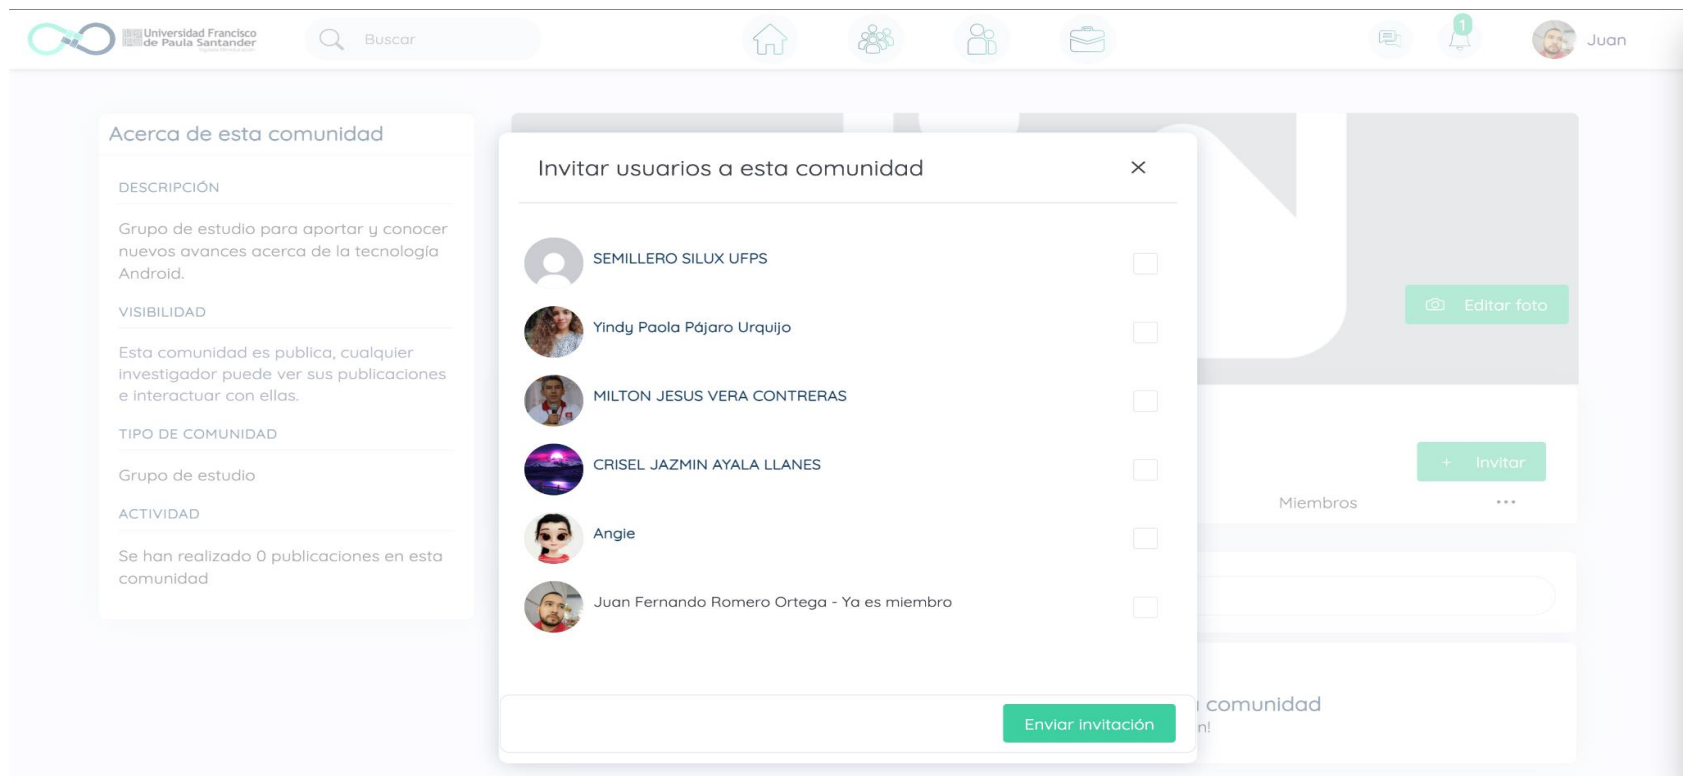 Universidad Francisco
de Paula Santander
Buscar
1
Juan
Acerca de esta comunidad
DESCRIPCIÓN
Grupo de estudio para aportar y conocer
nuevos avances acerca de la tecnología
Android.
VISIBILIDAD
Esta comunidad es publica, cualquier
investigador puede ver sus publicaciones
e interactuar con ellas.
TIPO DE COMUNIDAD
Grupo de estudio
ACTIVIDAD
Se han realizado 0 publicaciones en esta
comunidad
Invitar usuarios a esta comunidad
SEMILLERO SILUX UFPS
Yindy Paola Pájaro Urquijo
MILTON JESUS VERA CONTRERAS
CRISEL JAZMIN AYALA LLANES
Angie
Juan Fernando Romero Ortega - Ya es miembro
Enviar invitación
Editar foto
+ Invitar
Miembros
comunidad
n!